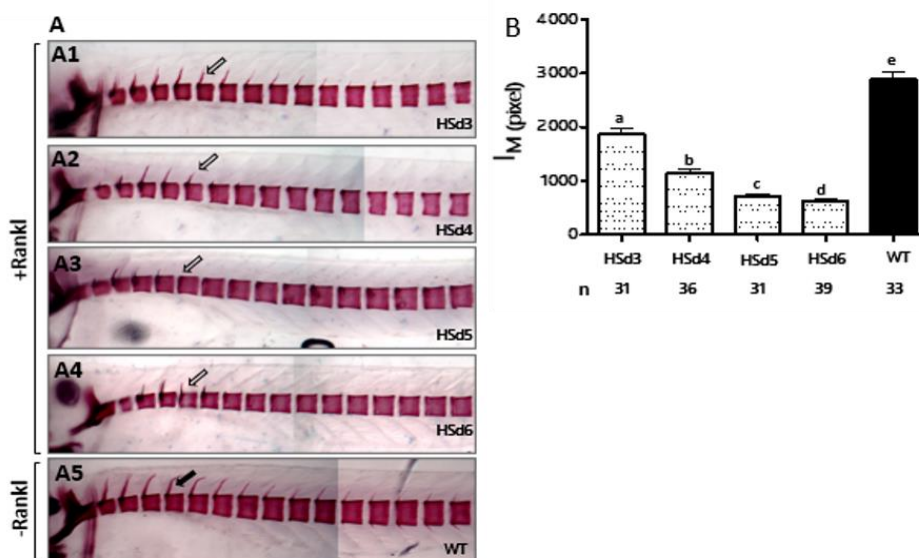 A
A1
HSd3
A2
HSd4
A3
HSd5
A4
HSd6
+Rankl
A5
WT
-Rankl
B
IM (pixel)
4000
3000
2000
1000
0
a
b
c
d
e
HSd3 HSd4 HSd5 HSd6 WT
n 31 36 31 39 33